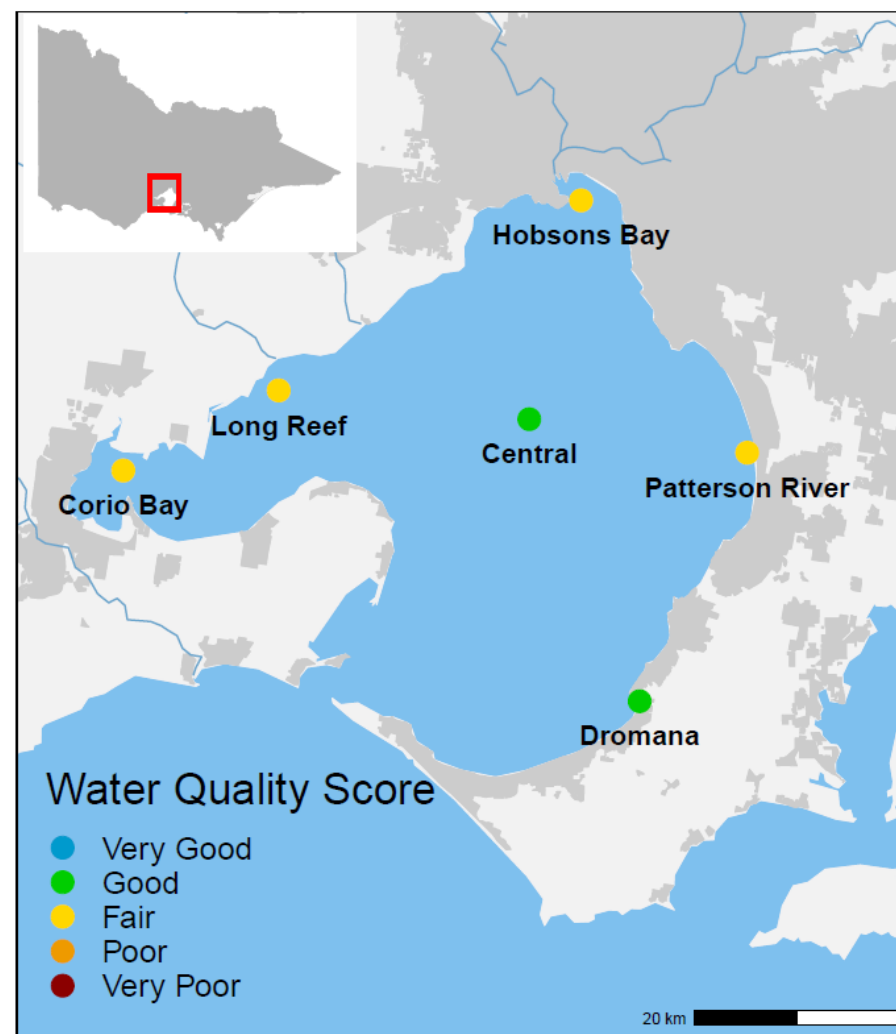 Hobsons Bay
Long Reef
Central
Corio Bay
Patterson River
Dromana
Water Quality Score
Very Good
Good
Fair
Poor
Very Poor
20 km